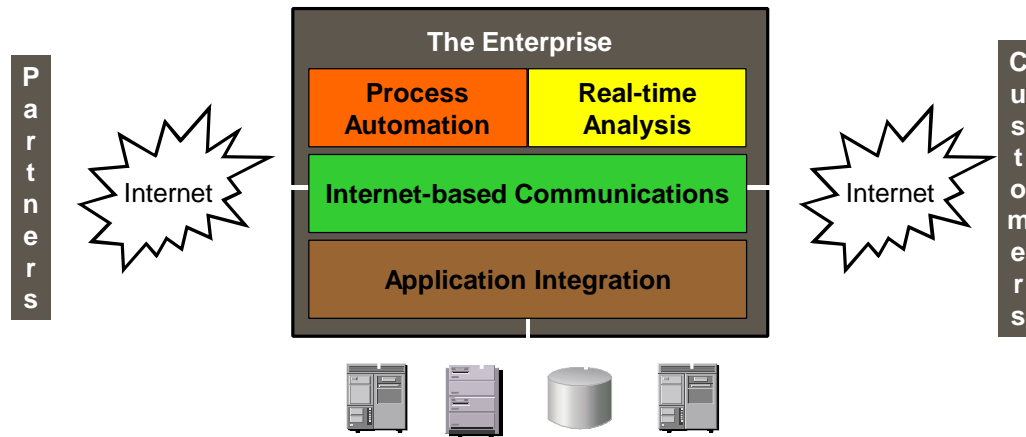 The Enterprise
Partners
Process
Automation
Real-time
Analysis
Internet
Internet-based Communications
Internet
Application Integration
Customers